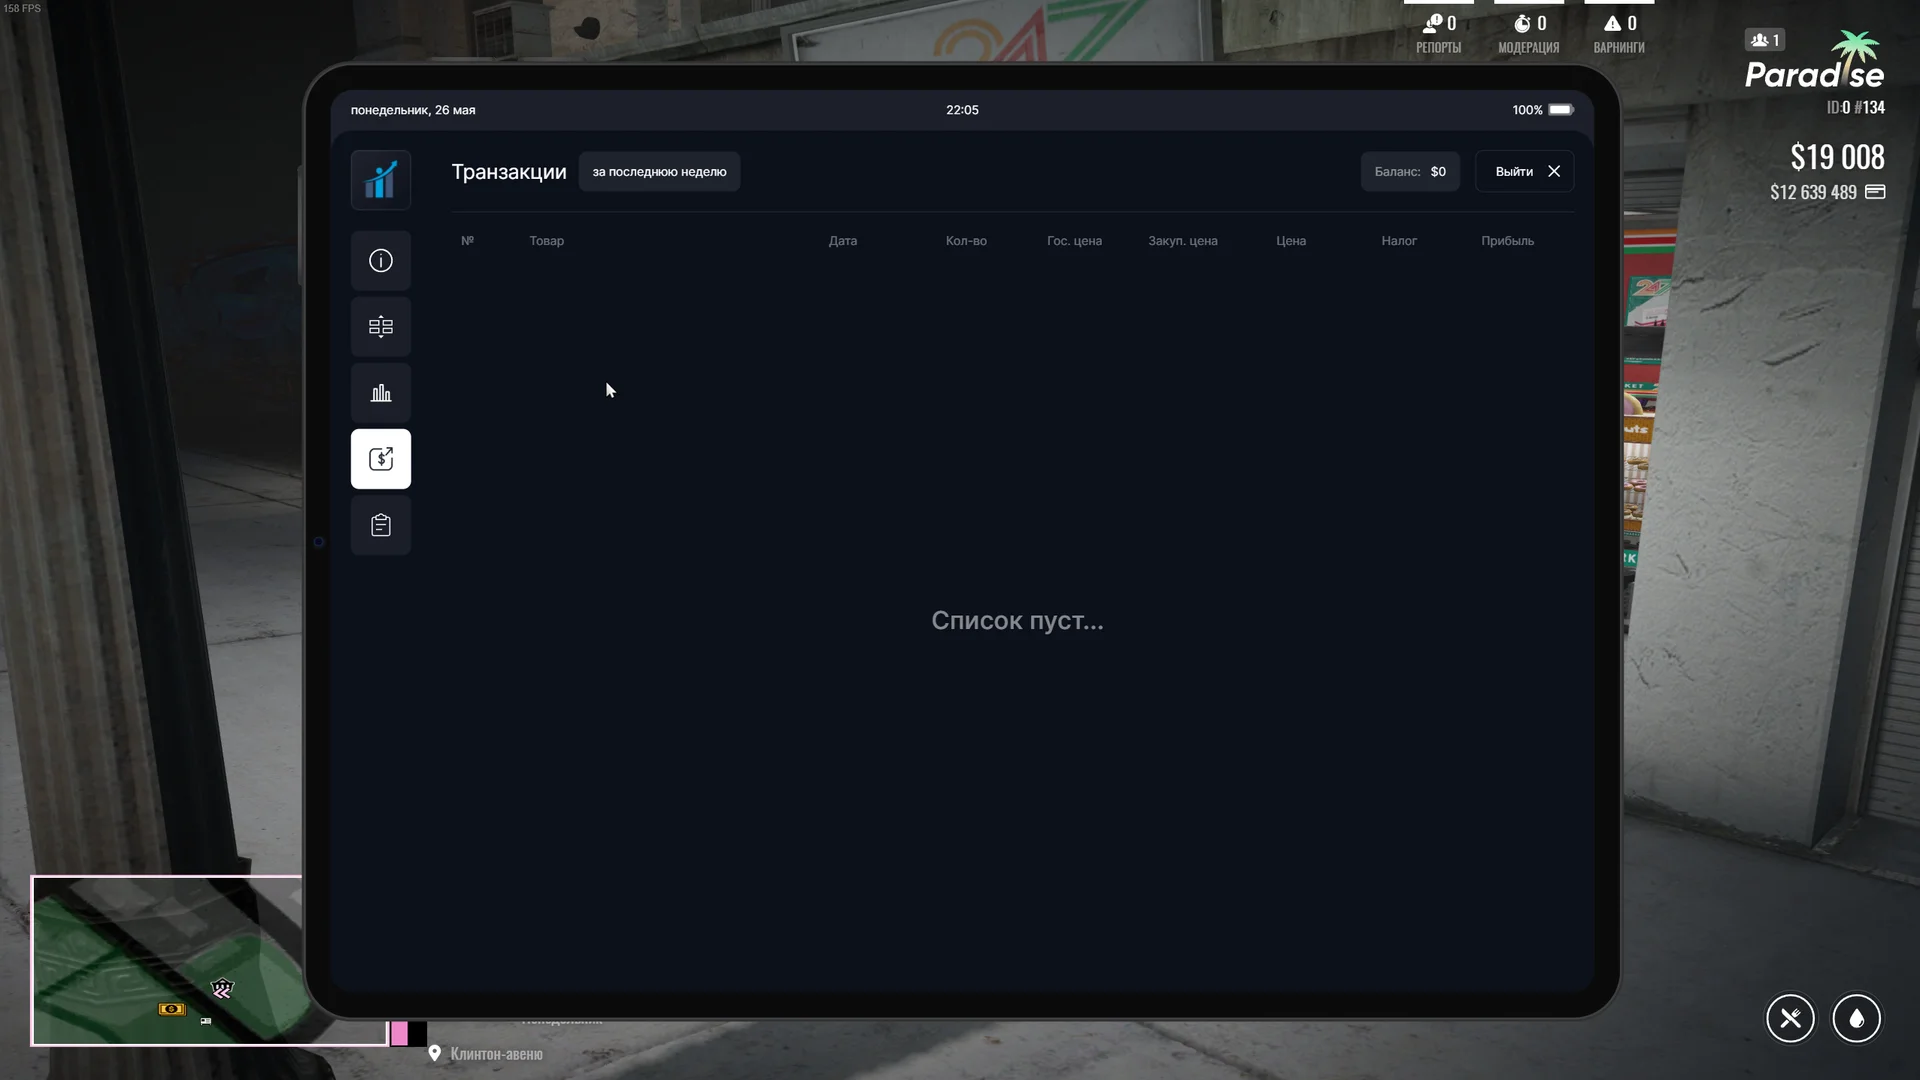 158 FPS
0
РЕПОРТЫ
0
МОДЕРАЦИЯ
0
ВАРНИНГИ
1
Paradise
ID:0 #134
$19 008
$12 639 489
понедельник, 26 мая
22:05
100%
Транзакции
за последнюю неделю
Баланс: $0
Выйти
№
Товар
Дата
Кол-во
Гос. цена
Закуп. цена
Цена
Налог
Прибыль
Список пуст...
Клинтон-авеню